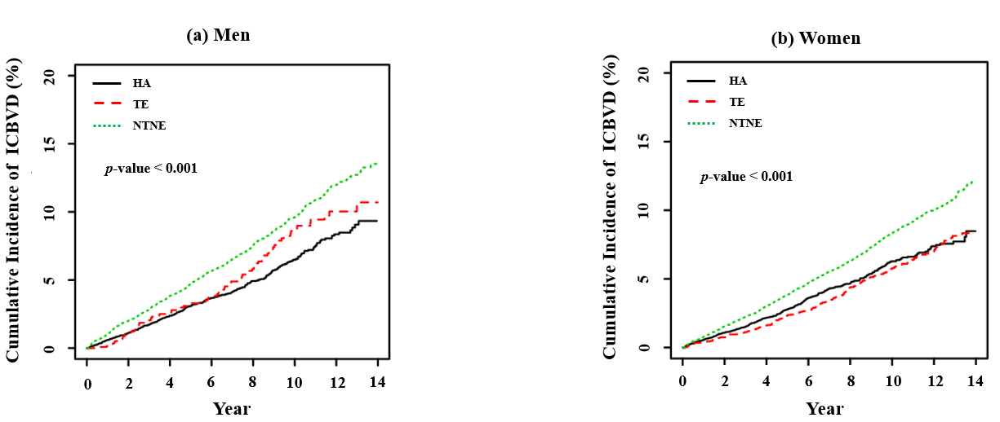 (a) Men
Cumulative Incidence of ICBVD (%)
20
15
10
5
0
HA
TE
NTNE
p-value < 0.001
0 2 4 6 8 10 12 14
Year
(b) Women
Cumulative Incidence of ICBVD (%)
20
15
10
5
0
HA
TE
NTNE
p-value < 0.001
0 2 4 6 8 10 12 14
Year